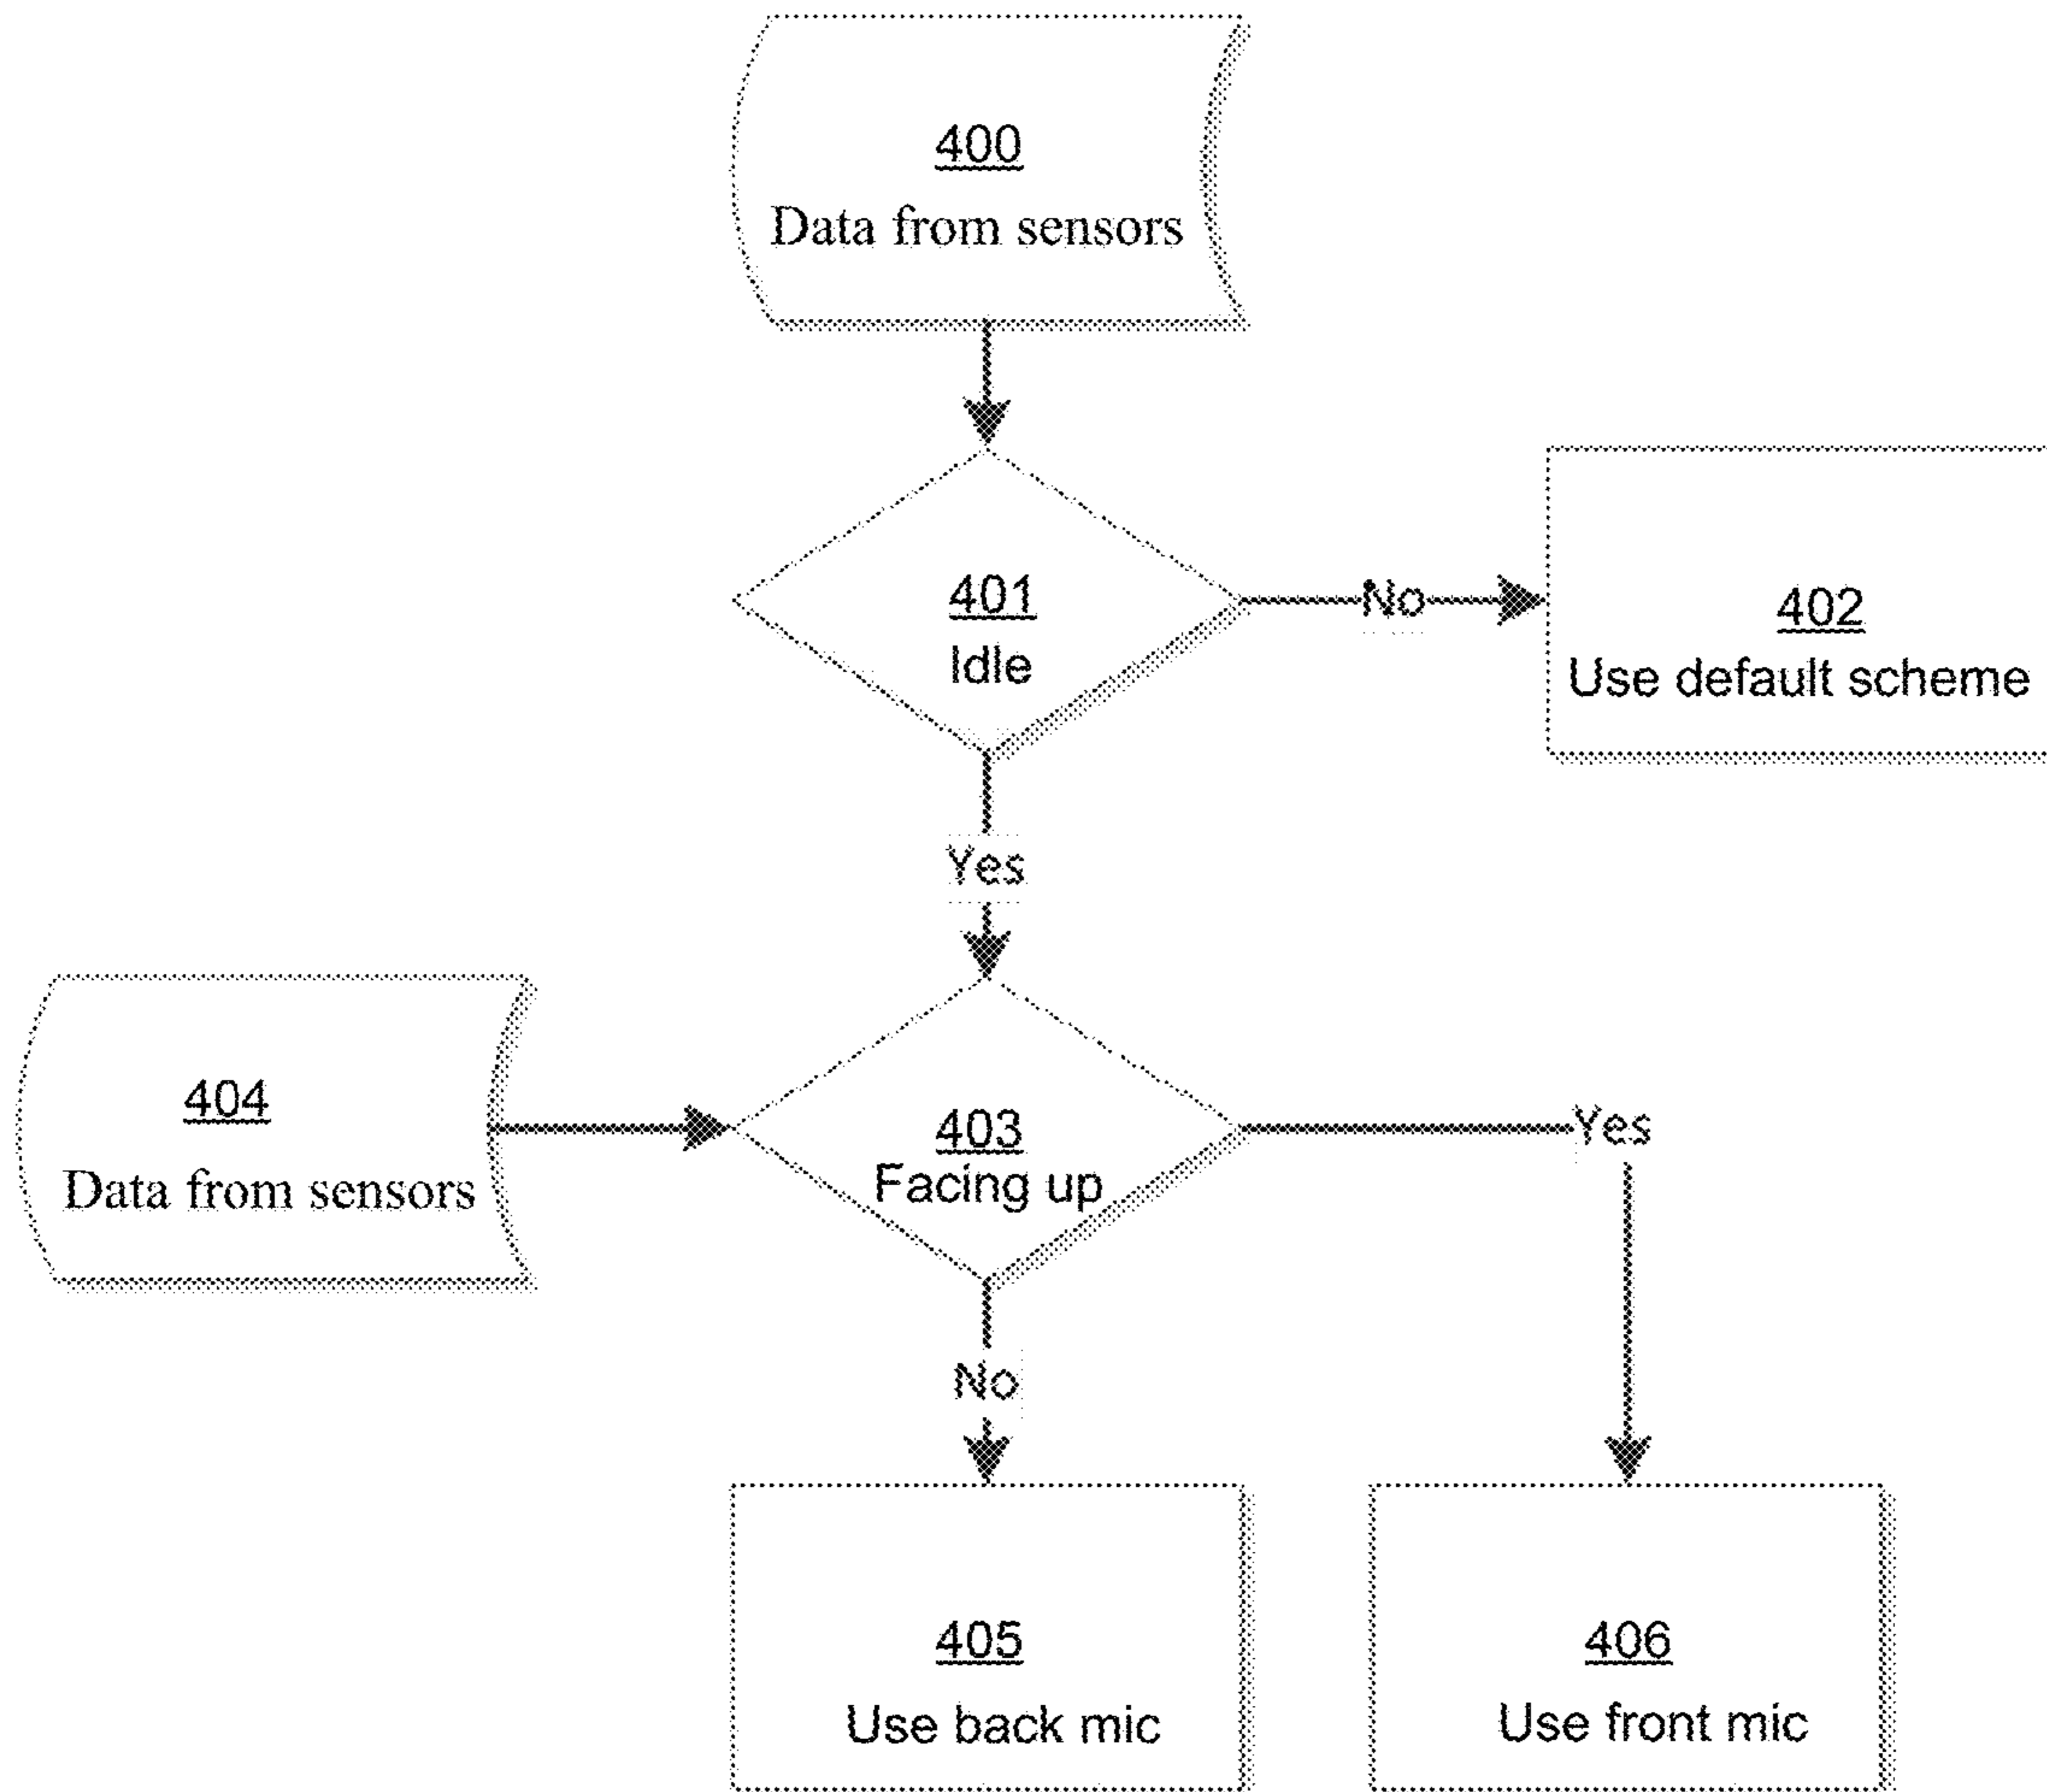 400
Data from sensors
401
Idle
No
402
Use default scheme
Yes
404
Data from sensors
403
Facing up
Yes
No
405
Use back mic
406
Use front mic